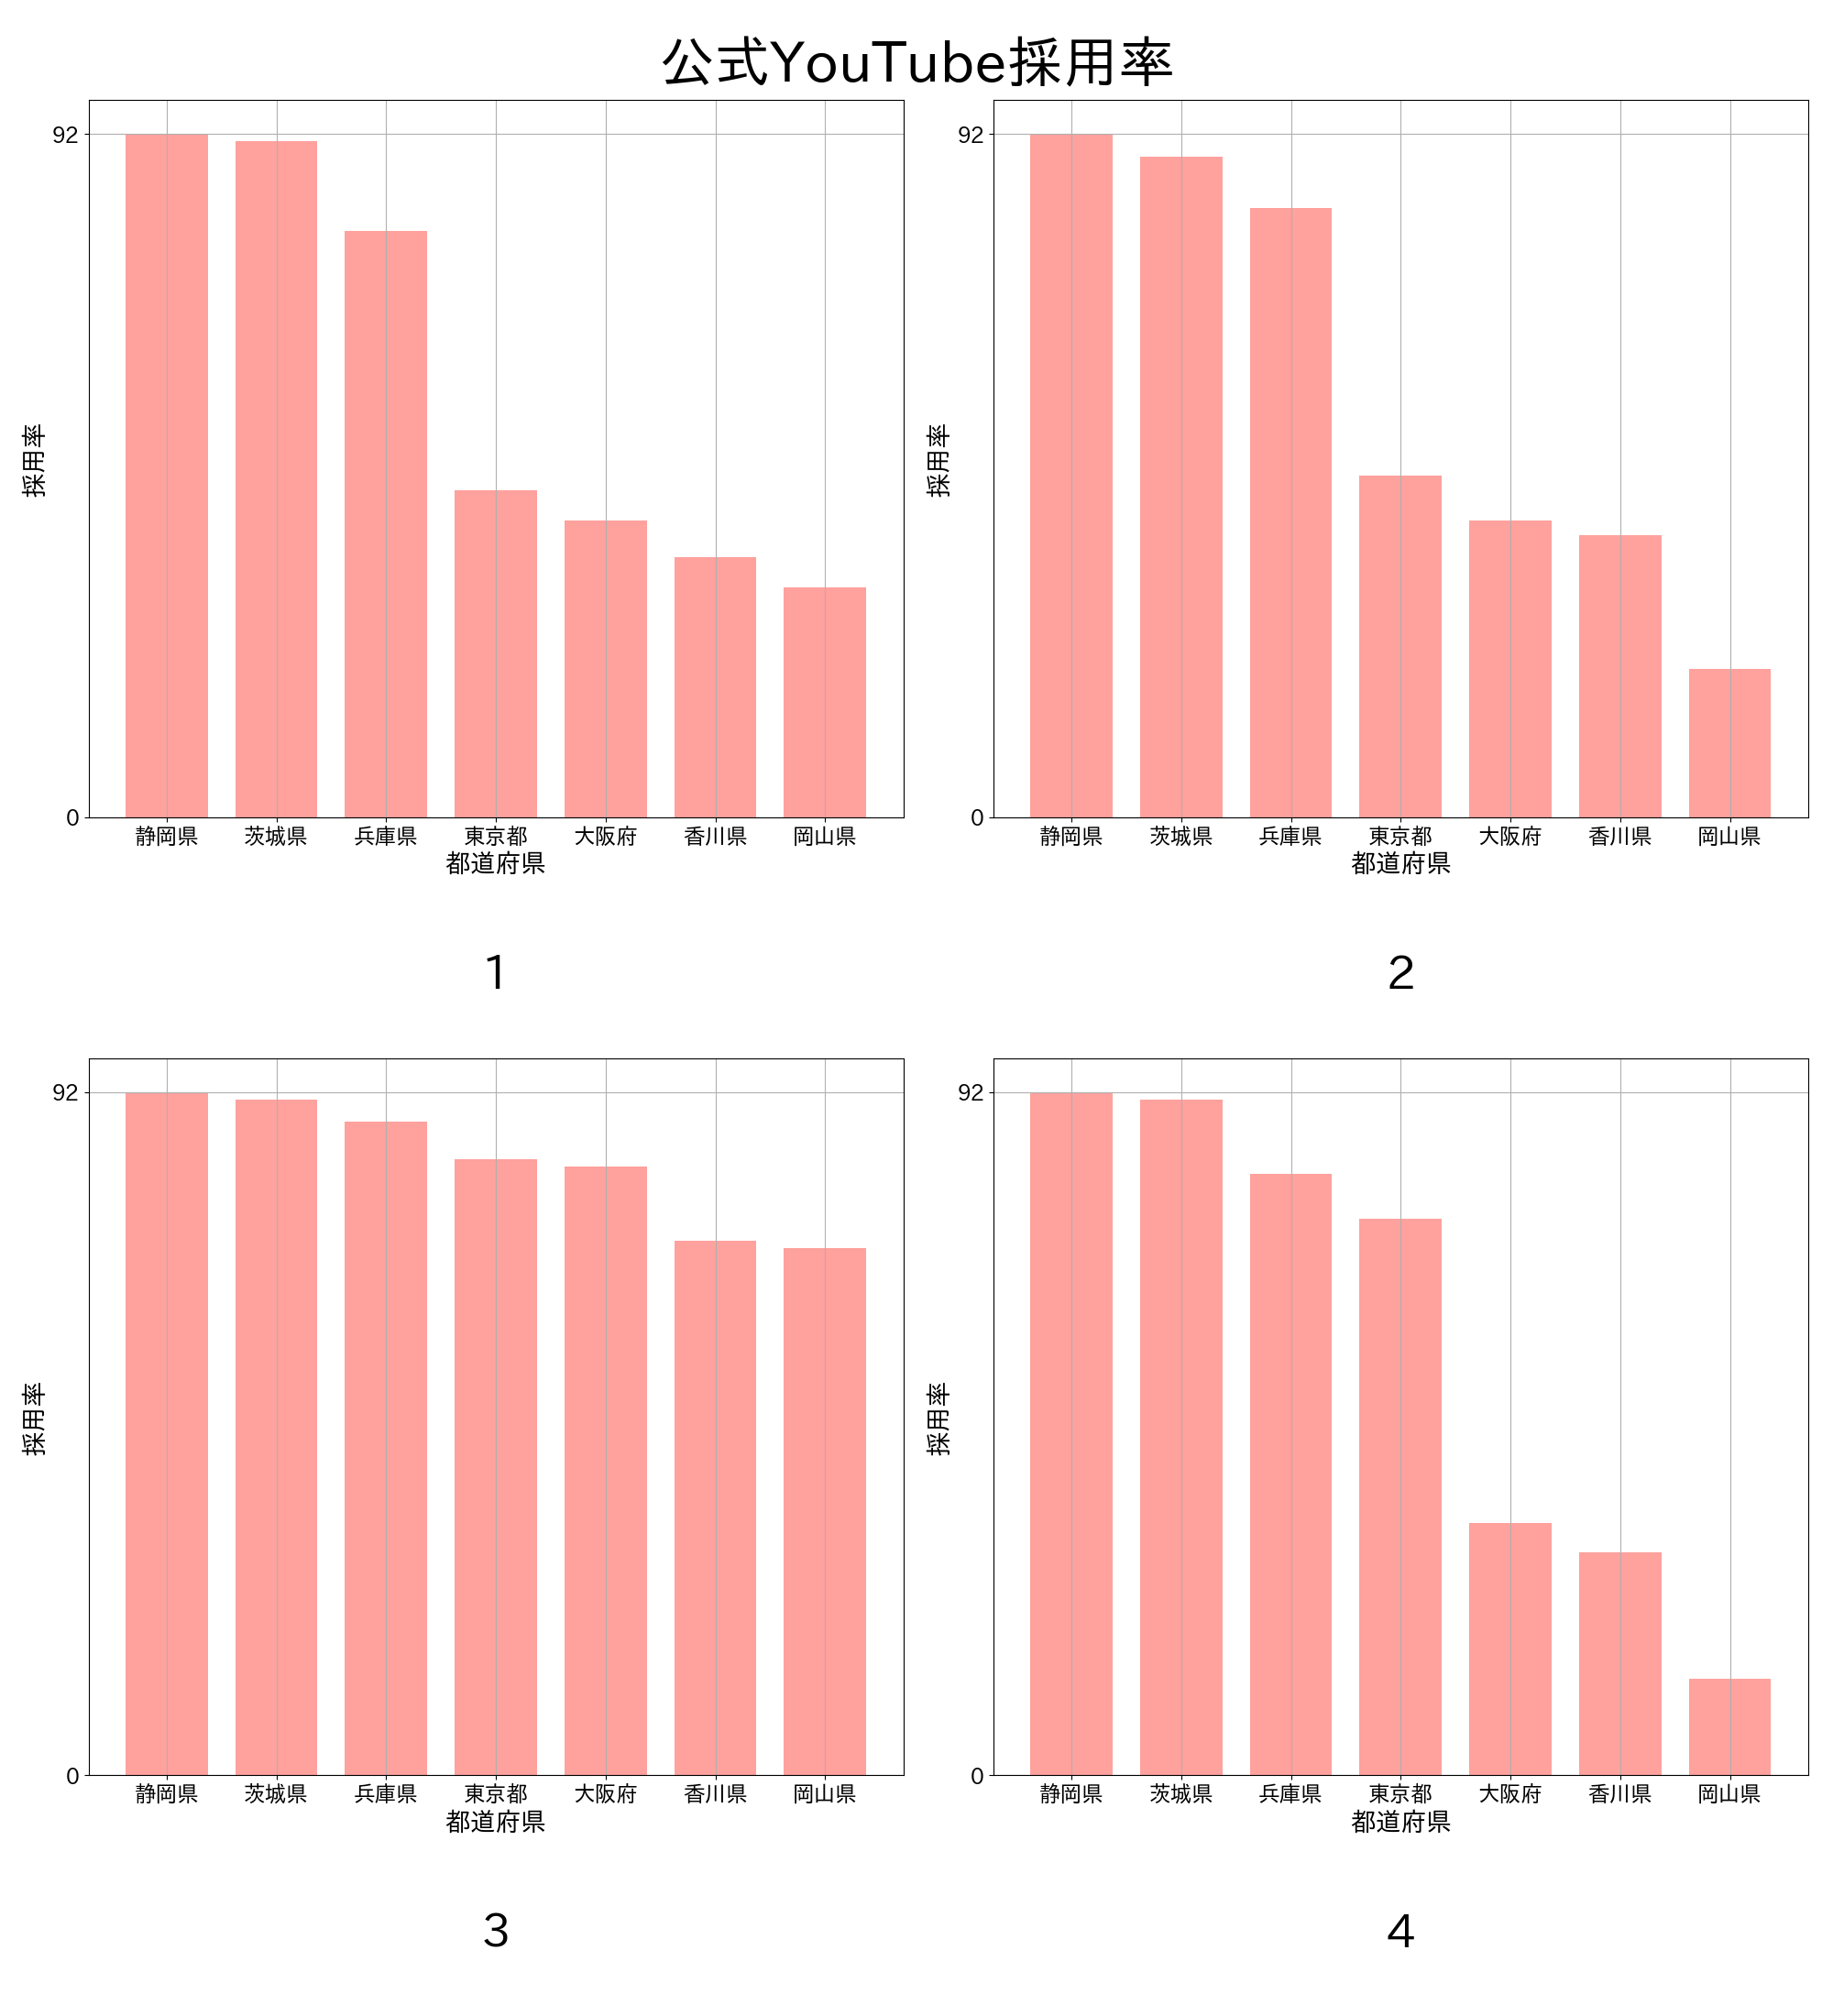 公式YouTube採用率
92
0
採用率
静岡県 茨城県 兵庫県 東京都 大阪府 香川県 岡山県
都道府県
1
92
0
採用率
静岡県 茨城県 兵庫県 東京都 大阪府 香川県 岡山県
都道府県
2
92
0
採用率
静岡県 茨城県 兵庫県 東京都 大阪府 香川県 岡山県
都道府県
3
92
0
採用率
静岡県 茨城県 兵庫県 東京都 大阪府 香川県 岡山県
都道府県
4